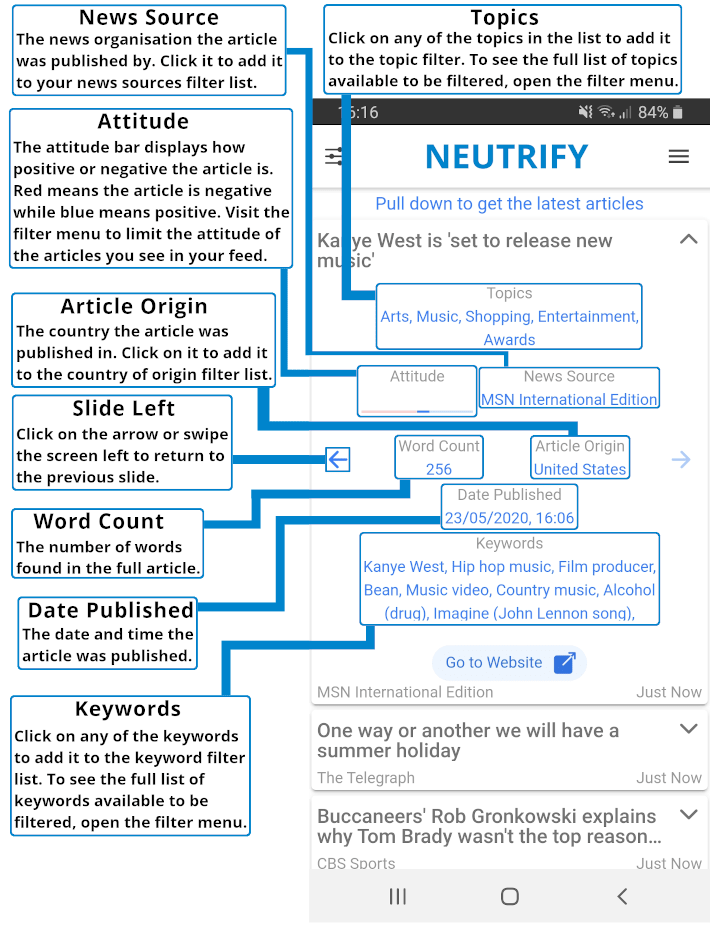 News Source
The news organisation the article
was published by. Click it to add it
to your news sources filter list.
Topics
Click on any of the topics in the list to add it
to the topic filter. To see the full list of topics
available to be filtered, open the filter menu.
Attitude
The attitude bar displays how
positive or negative the article is.
Red means the article is negative
while blue means positive. Visit the
filter menu to limit the attitude of
the articles you see in your feed.
Article Origin
The country the article was
published in. Click on it to add it
to the country of origin filter list.
Slide Left
Click on the arrow or swipe
the screen left to return to
the previous slide.
Word Count
The number of words
found in the full article.
Date Published
The date and time the
article was published.
Keywords
Click on any of the keywords
to add it to the keyword filter
list. To see the full list of
keywords available to be
filtered, open the filter menu.
16:16
84%
NEUTRIFY
Pull down to get the latest articles
Kanye West is 'set to release new
music'
Topics
Arts, Music, Shopping, Entertainment,
Awards
Attitude
News Source
MSN International Edition
Word Count
256
Article Origin
United States
Date Published
23/05/2020, 16:06
Keywords
Kanye West, Hip hop music, Film producer,
Bean, Music video, Country music, Alcohol
(drug), Imagine (John Lennon song),
Go to Website
MSN International Edition
Just Now
One way or another we will have a
summer holiday
The Telegraph
Just Now
Buccaneers' Rob Gronkowski explains
why Tom Brady wasn't the top reason...
CBS Sports
Just Now